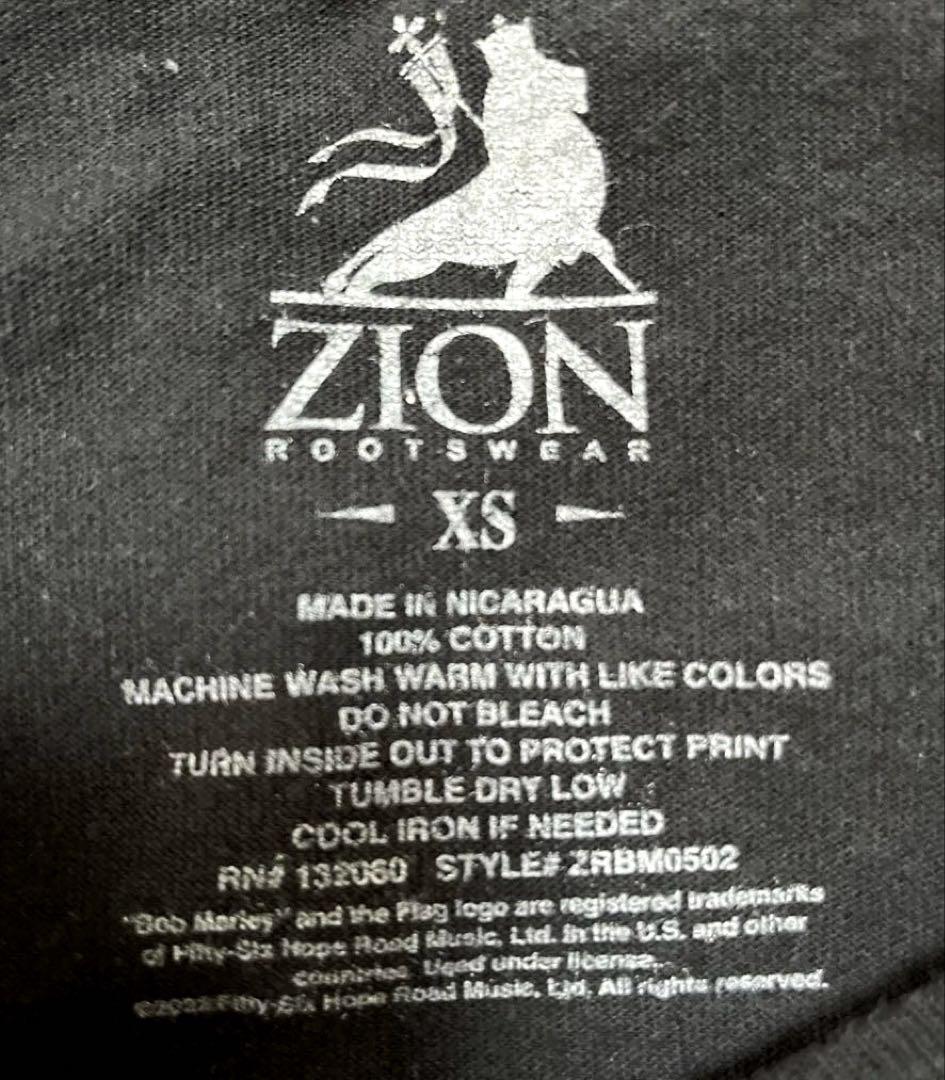 ZION
ROOTSWEAR
XS
MADE IN NICARAGUA
100% COTTON
MACHINE WASH WARM WITH LIKE COLORS
DO NOT BLEACH
TURN INSIDE OUT TO PROTECT PRINT
TUMBLE DRY LOW
COOL IRON IF NEEDED
RN# 132060 STYLE# ZRBM0502
"Bob Marley" and the Flag logo are registered trademarks
of Fifty-Six Hope Road Music, Ltd. in the U.S. and other
countries. Used under license.
©2022 Fifty-Six Hope Road Music, Ltd. All rights reserved.